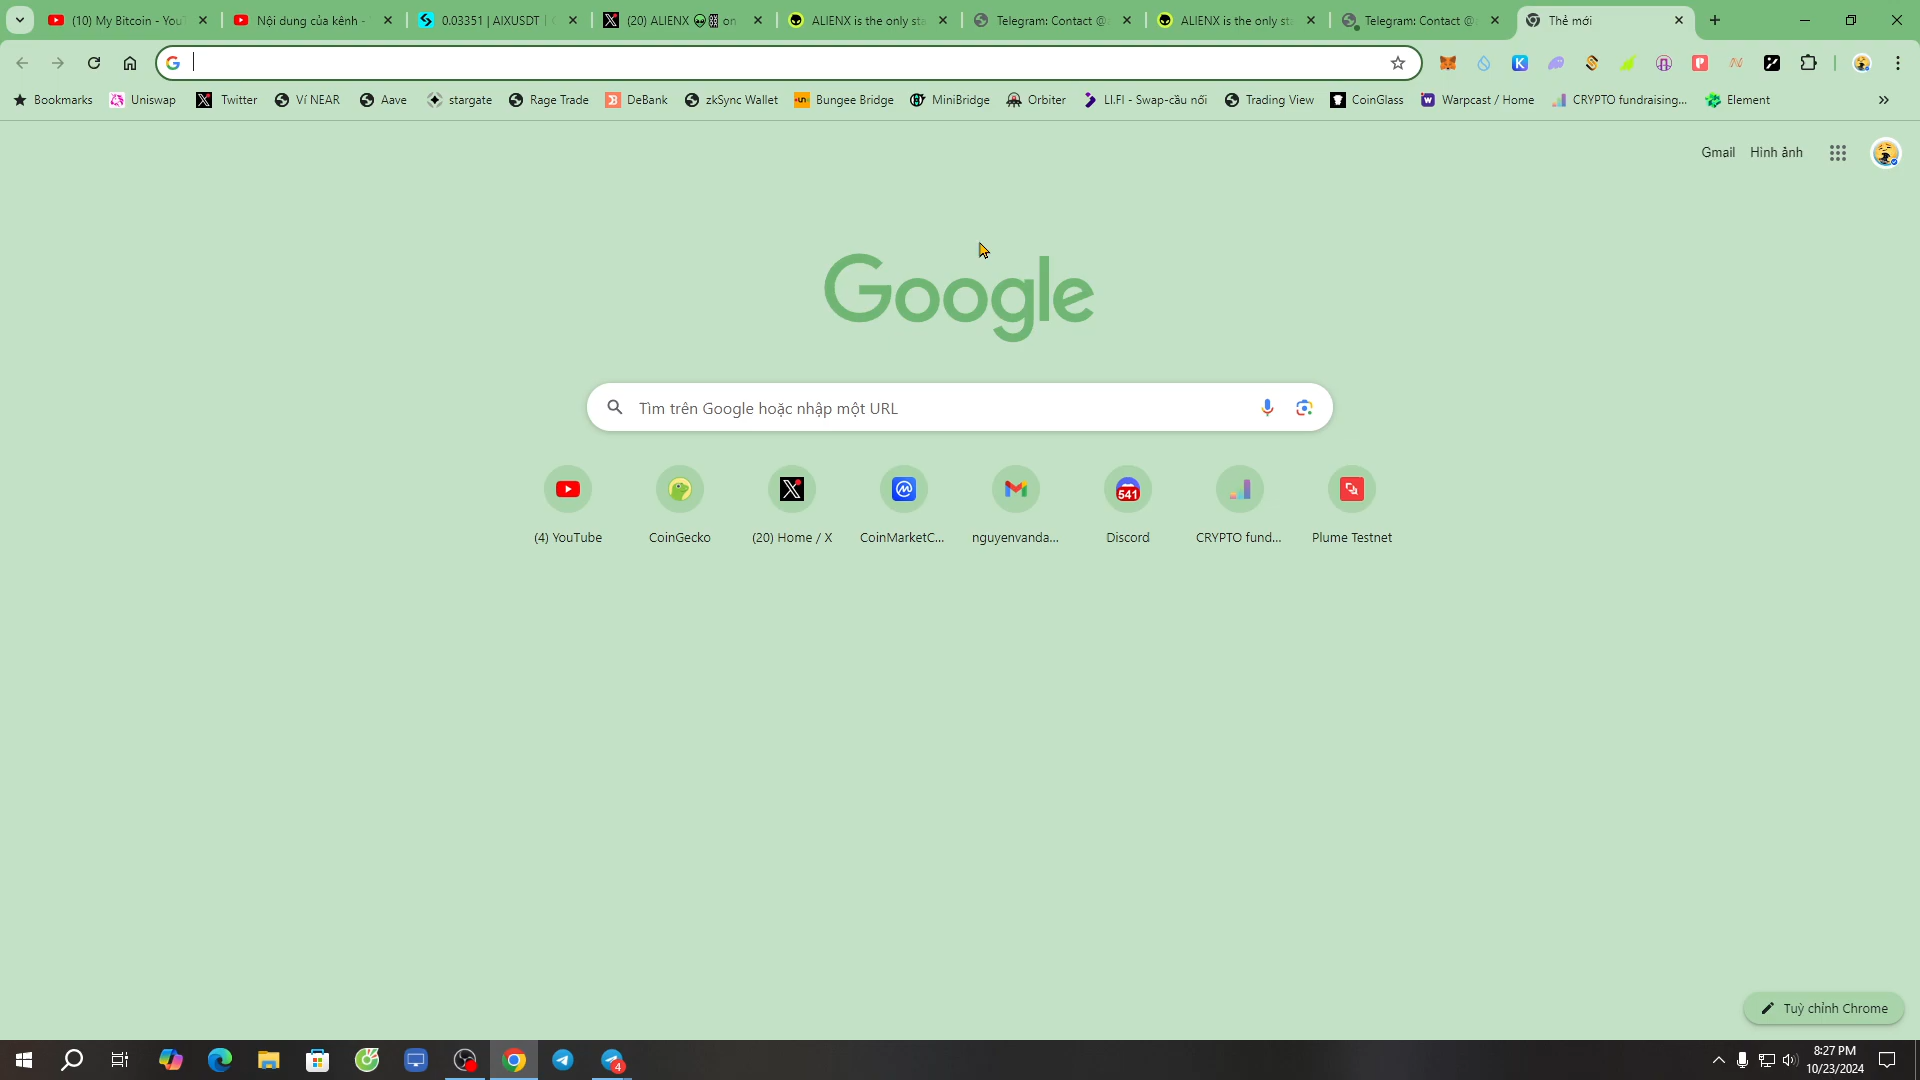 (10) My Bitcoin - YouT
Nội dung của kênh -
0.03351 | AIXUSDT |
(20) ALIENX on
ALIENX is the only sta
Telegram: Contact @
ALIENX is the only sta
Telegram: Contact @
Thẻ mới
Bookmarks
Uniswap
Twitter
Ví NEAR
Aave
stargate
Rage Trade
DeBank
zkSync Wallet
Bungee Bridge
MiniBridge
Orbiter
LI.FI - Swap-cầu nối
Trading View
CoinGlass
Warpcast / Home
CRYPTO fundraising...
Element
Gmail
Hình ảnh
Google
Tìm trên Google hoặc nhập một URL
541
(4) YouTube
CoinGecko
(20) Home / X
CoinMarketC...
nguyenvanda...
Discord
CRYPTO fund...
Plume Testnet
Tuỳ chỉnh Chrome
4
8:27 PM
10/23/2024